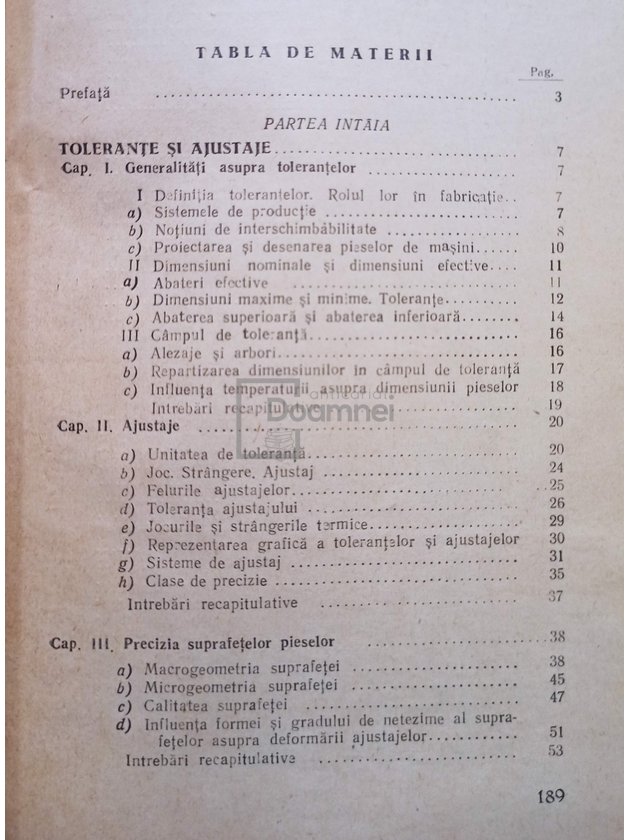 TABLA DE MATERII
Pag.
Prefață ........ 3
PARTEA INTÂIA
TOLERANȚE ȘI AJUSTAJE ........ 7
Cap. I. Generalități asupra toleranțelor ........ 7
I Definiția tolerantelor. Rolul lor în fabricație.. 7
a) Sistemele de producție ........ 7
b) Noțiuni de interschimbabilitate ........ 8
c) Proiectarea și desenarea pieselor de mașini...... 10
II Dimensiuni nominale și dimensiuni efective.... 11
a) Abateri efective ........ 11
b) Dimensiuni maxime și minime. Toleranțe.......... 12
c) Abaterea superioară și abaterea inferioară........ 14
III Câmpul de toleranță........ 16
a) Alezaje și arbori........ 16
b) Repartizarea dimensiunilor in câmpul de toleranță 17
c) Influența temperaturii asupra dimensiunii pieselor 18
Intrebări recapitulative ........ 19
anticariat
Doamnei
Cap. II. Ajustaje ........ 20
a) Unitatea de toleranță........ 20
b) Joc. Strângere. Ajustaj ........ 24
c) Felurile ajustajelor........ 25
d) Toleranța ajustajului ........ 26
e) Jocurile și strângerile termice........ 29
f) Reprezentarea grafică a toleranțelor și ajustajelor 30
g) Sisteme de ajustaj ........ 31
h) Clase de precizie ........ 35
Intrebări recapitulative ........ 37
Cap. III. Precizia suprafețelor pieselor ........ 38
a) Macrogeometria suprafeței ........ 38
b) Microgeometria suprafeței ........ 45
c) Calitatea suprafeței ........ 47
d) Influența formei și gradului de netezime al supra-
fețelor asupra deformării ajustajelor........ 51
Intrebări recapitulative ........ 53
189